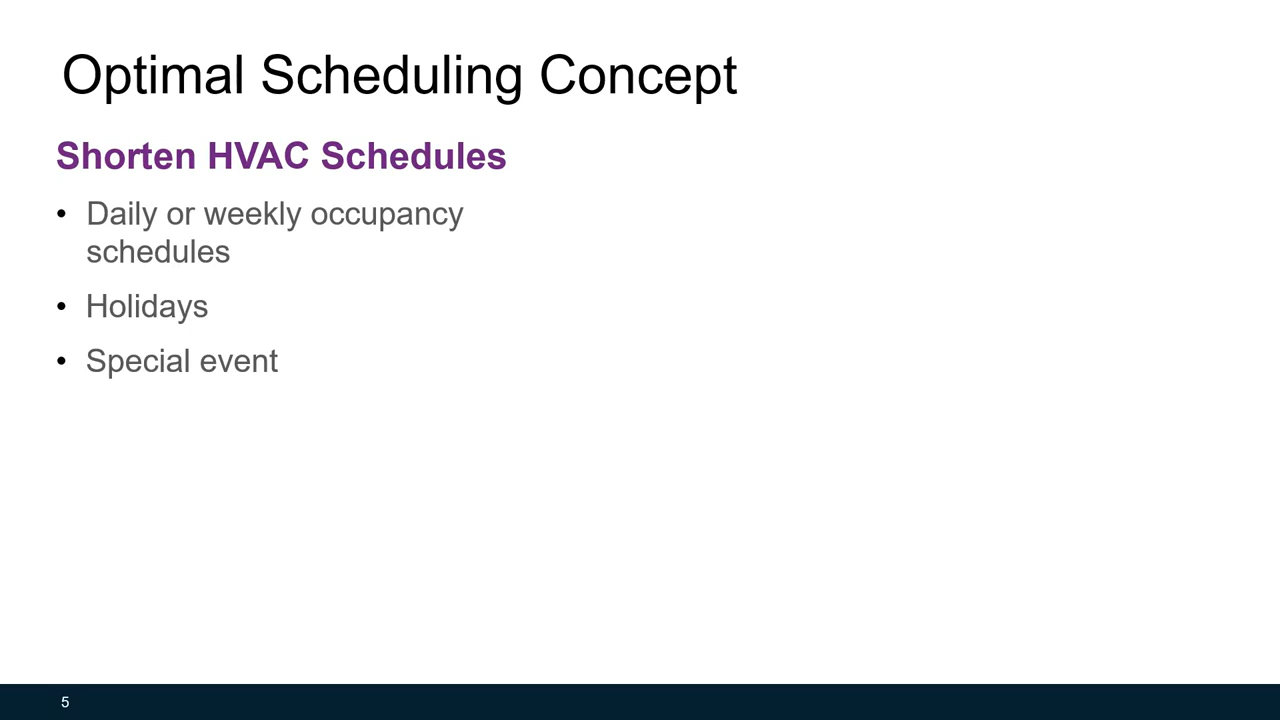 Optimal Scheduling Concept
Shorten HVAC Schedules
• Daily or weekly occupancy
schedules
• Holidays
• Special event
5